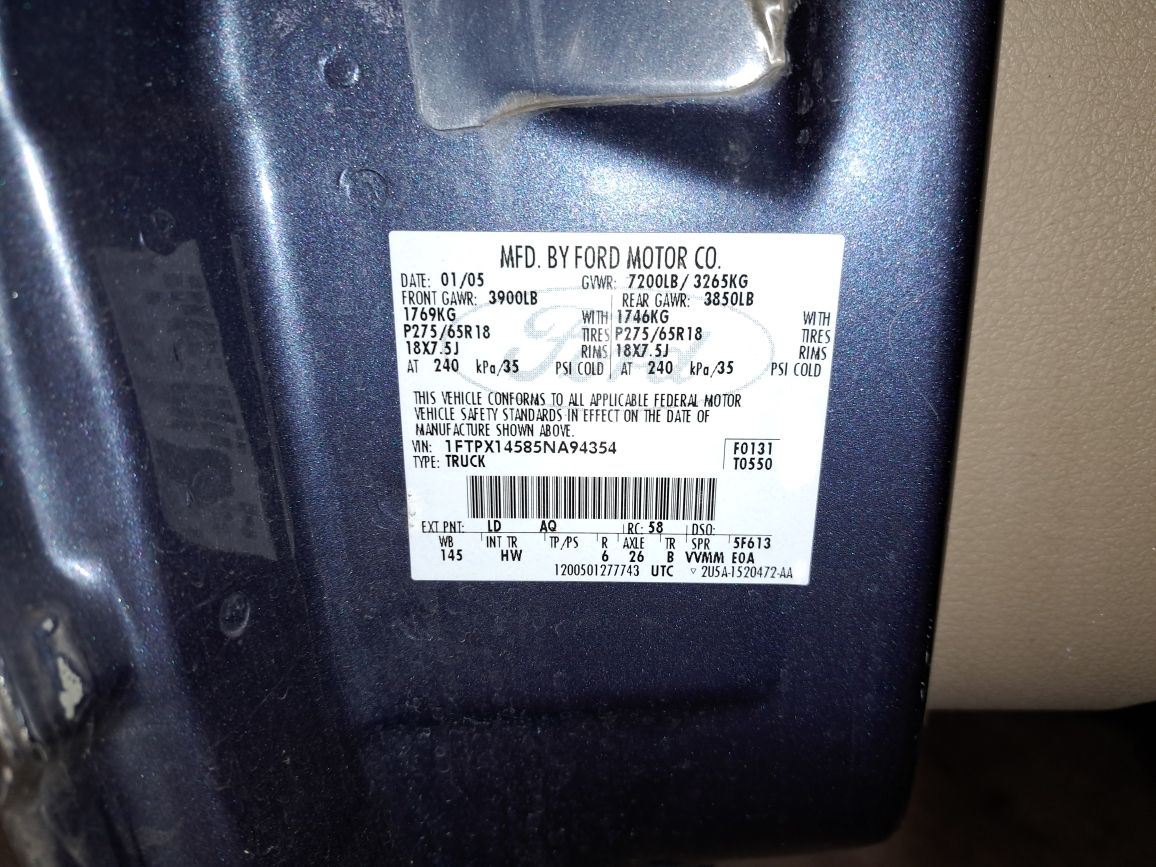 MFD. BY FORD MOTOR CO.
DATE: 01/05 GVWR: 7200LB/ 3265KG
FRONT GAWR: 3900LB REAR GAWR: 3850LB
1769KG WITH 1746KG WITH
P275/65R18 TIRES P275/65R18 TIRES
18X7.5J RIMS 18X7.5J RIMS
AT 240 kPa/35 PSI COLD AT 240 kPa/35 PSI COLD
Ford
THIS VEHICLE CONFORMS TO ALL APPLICABLE FEDERAL MOTOR
VEHICLE SAFETY STANDARDS IN EFFECT ON THE DATE OF
MANUFACTURE SHOWN ABOVE.
VIN: 1FTPX14585NA94354 F0131
TYPE: TRUCK T0550
EXT PNT: LD AQ RC: 58 DSO:
WB INT TR TP/PS R AXLE TR SPR 5F613
145 HW 6 26 B VVMM EOA
1200501277743 UTC ▽ 2U5A-1520472-AA